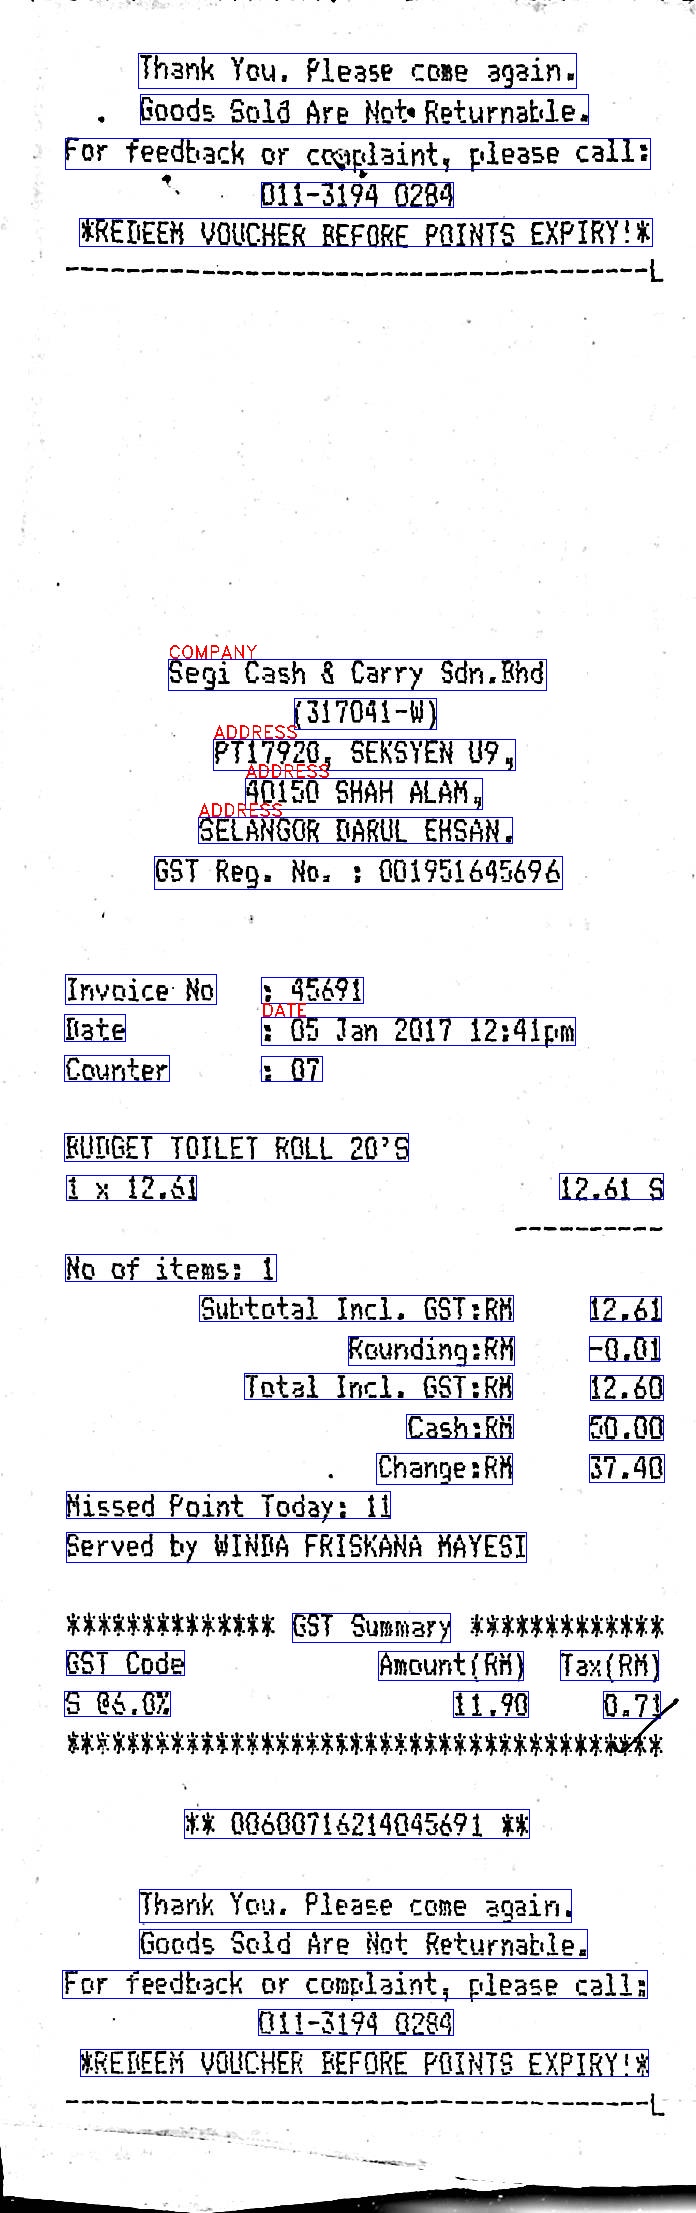 Thank You. Please come again.
Goods Sold Are Not Returnable.
For feedback or complaint, please call:
011-3194 0284
*REDEEM VOUCHER BEFORE POINTS EXPIRY!*
--------------------------------------L
COMPANY
Segi Cash & Carry Sdn.Bhd
(317041-W)
ADDRESS
PT17920, SEKSYEN U9,
ADDRESS
40150 SHAH ALAM,
ADDRESS
SELANGOR DARUL EHSAN.
GST Reg. No. : 001951645696
Invoice No : 45691
DATE
Date : 05 Jan 2017 12:41pm
Counter : 07
BUDGET TOILET ROLL 20'S
1 x 12.61 12.61 S
----------
No of items: 1
Subtotal Incl. GST:RM 12.61
Rounding:RM -0.01
Total Incl. GST:RM 12.60
Cash:RM 50.00
Change:RM 37.40
Missed Point Today: 11
Served by WINDA FRISKANA MAYESI
************** GST Summary *************
GST Code Amount(RM) Tax(RM)
S @6.0% 11.90 0.71
****************************************
** 00600716214045691 **
Thank You. Please come again.
Goods Sold Are Not Returnable.
For feedback or complaint, please call:
011-3194 0284
*REDEEM VOUCHER BEFORE POINTS EXPIRY!*
--------------------------------------L